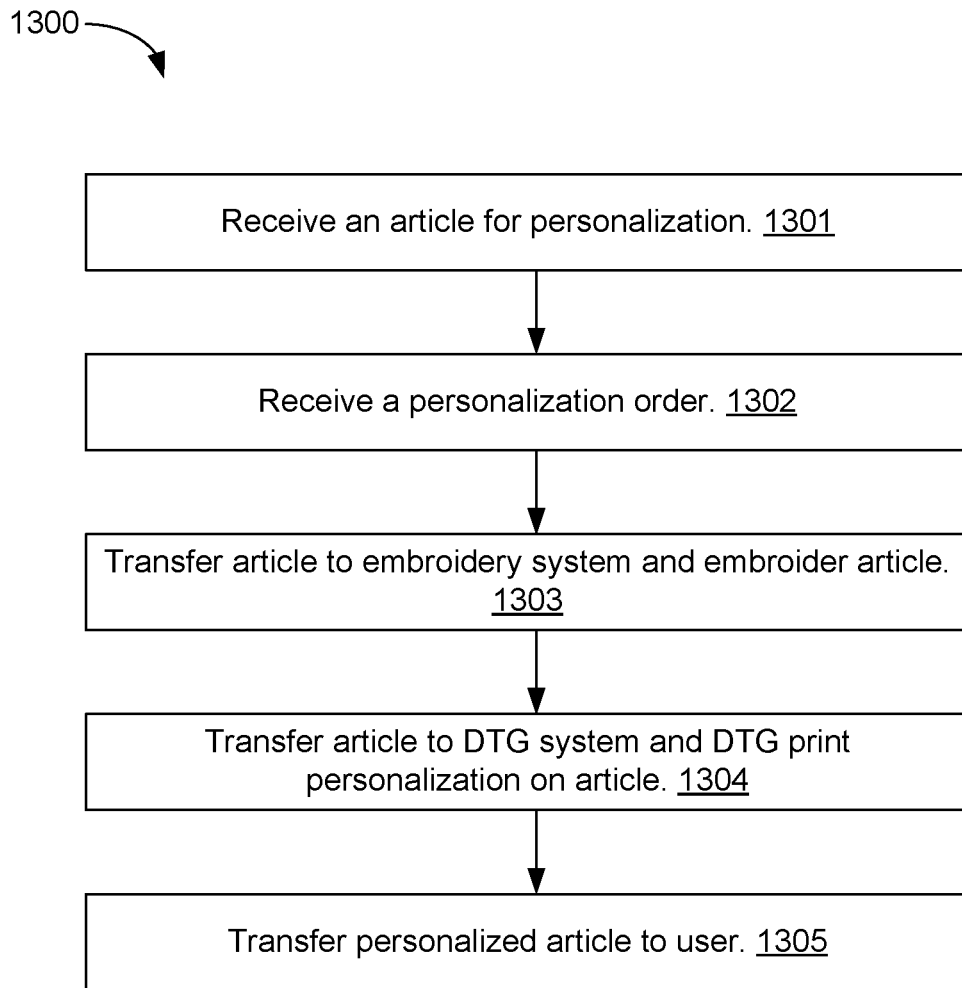 1300
Receive an article for personalization. 1301
Receive a personalization order. 1302
Transfer article to embroidery system and embroider article.
1303
Transfer article to DTG system and DTG print
personalization on article. 1304
Transfer personalized article to user. 1305